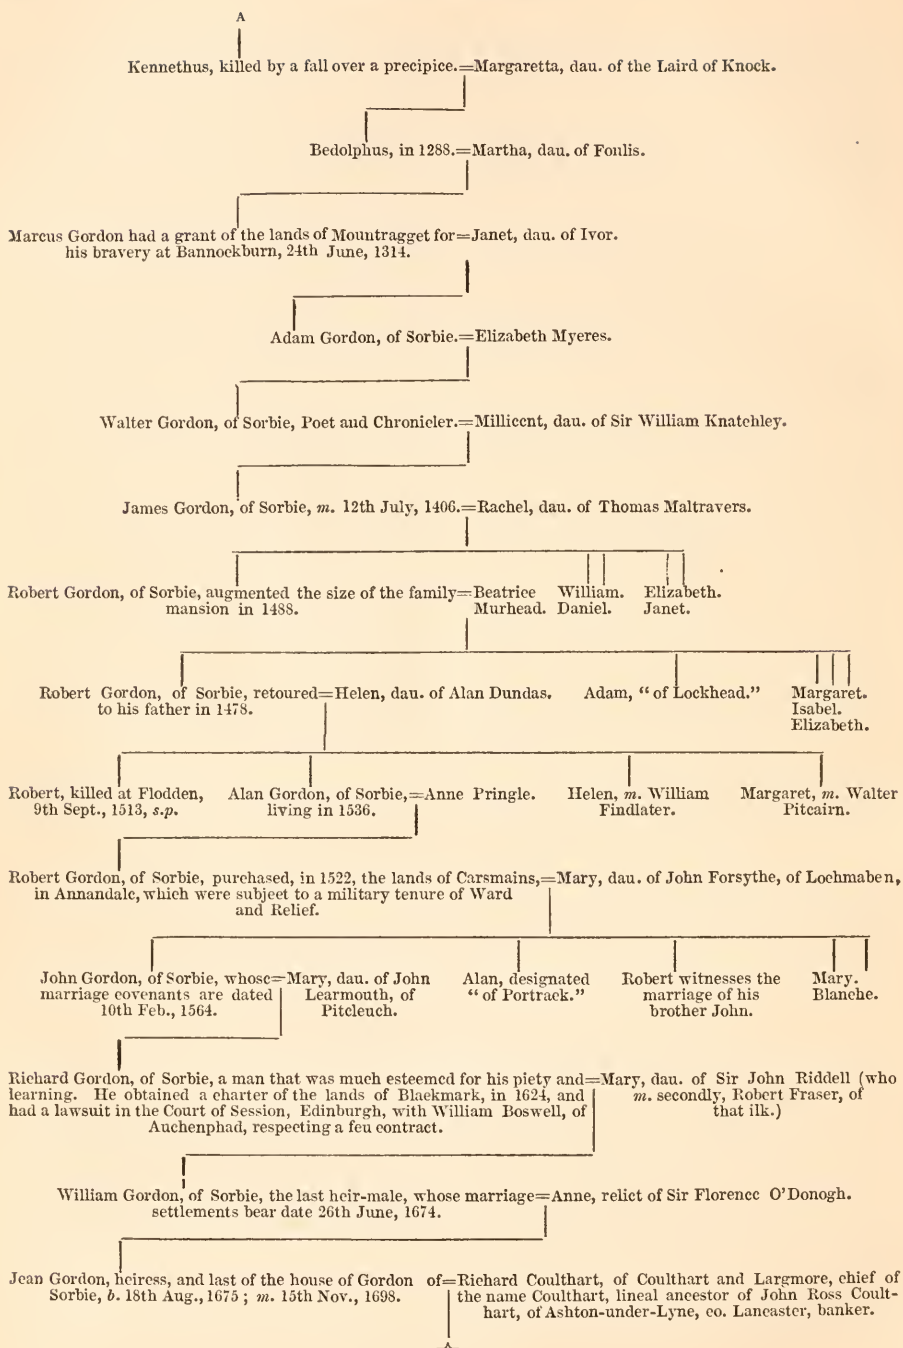 A
Kennethus, killed by a fall over a precipice.=Margaretta, dau. of the Laird of Knock.
Bedolphus, in 1288.=Martha, dau. of Foulis.
Marcus Gordon had a grant of the lands of Mountragget for=Janet, dau. of Ivor.
his bravery at Bannockburn, 24th June, 1314.
Adam Gordon, of Sorbie.=Elizabeth Myeres.
Walter Gordon, of Sorbie, Poet and Chronicler.=Millicent, dau. of Sir William Knatchley.
James Gordon, of Sorbie, m. 12th July, 1406.=Rachel, dau. of Thomas Maltravers.
Robert Gordon, of Sorbie, augmented the size of the family=Beatrice William. Elizabeth.
mansion in 1488. Murhead. Daniel. Janet.
Robert Gordon, of Sorbie, retoured=Helen, dau. of Alan Dundas. Adam, “of Lockhead.” Margaret.
to his father in 1478. Isabel.
Elizabeth.
Robert, killed at Flodden, Alan Gordon, of Sorbie,=Anne Pringle. Helen, m. William Margaret, m. Walter
9th Sept., 1513, s.p. living in 1536. Findlater. Pitcairn.
Robert Gordon, of Sorbie, purchased, in 1522, the lands of Carsmains,=Mary, dau. of John Forsythe, of Lochmaben,
in Annandale, which were subject to a military tenure of Ward
and Relief.
John Gordon, of Sorbie, whose=Mary, dau. of John Alan, designated Robert witnesses the Mary.
marriage covenants are dated Learmouth, of “of Portrack.” marriage of his Blanche.
10th Feb., 1564. Pitcleuch. brother John.
Richard Gordon, of Sorbie, a man that was much esteemed for his piety and=Mary, dau. of Sir John Riddell (who
learning. He obtained a charter of the lands of Blackmark, in 1624, and m. secondly, Robert Fraser, of
had a lawsuit in the Court of Session, Edinburgh, with William Boswell, of that ilk.)
Auchenphad, respecting a feu contract.
William Gordon, of Sorbie, the last heir-male, whose marriage=Anne, relict of Sir Florence O'Donogh.
settlements bear date 26th June, 1674.
Jean Gordon, heiress, and last of the house of Gordon of=Richard Coulthart, of Coulthart and Largmore, chief of
Sorbie, b. 18th Aug., 1675 ; m. 15th Nov., 1698. the name Coulthart, lineal ancestor of John Ross Coult-
hart, of Ashton-under-Lyne, co. Lancaster, banker.
A